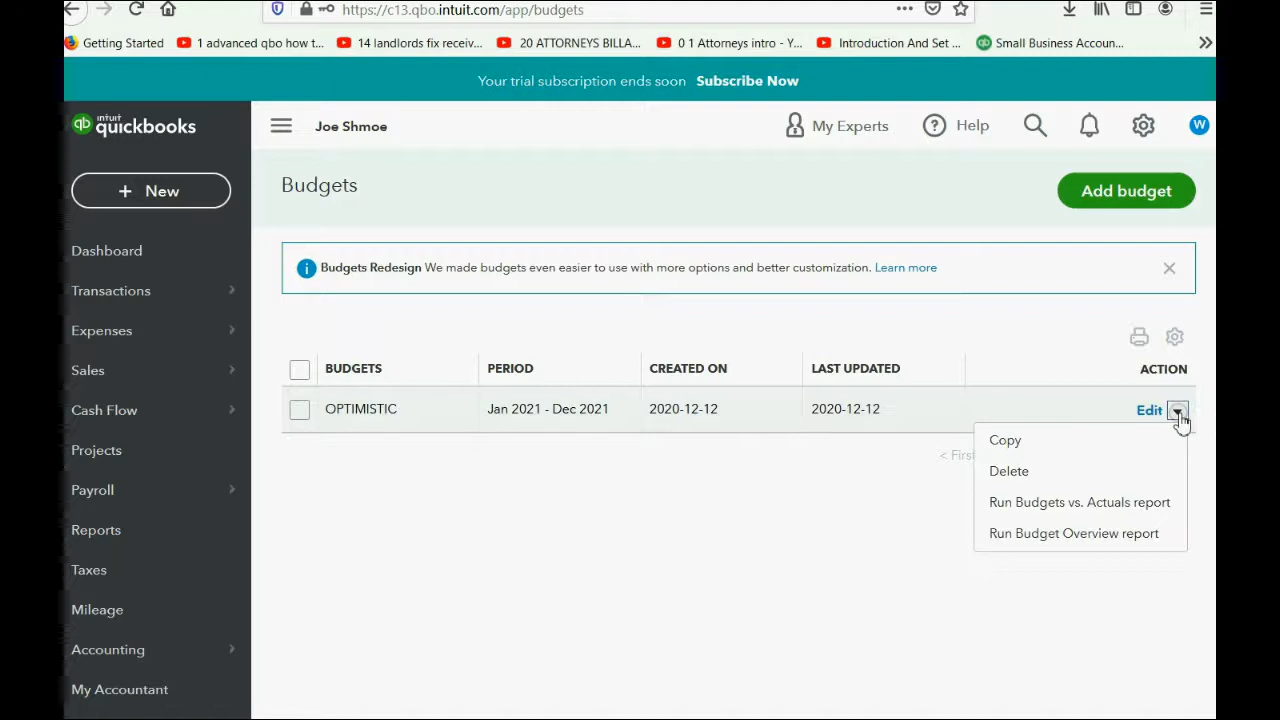 https://c13.qbo.intuit.com/app/budgets
Getting Started
1 advanced qbo how t...
14 landlords fix receiv...
20 ATTORNEYS BILLA...
0 1 Attorneys intro - Y...
Introduction And Set ...
qb Small Business Accoun...
Your trial subscription ends soon Subscribe Now
qb intuit quickbooks
Joe Shmoe
My Experts
Help
W
+ New
Budgets
Add budget
Dashboard
Budgets Redesign We made budgets even easier to use with more options and better customization. Learn more
Transactions
Expenses
Sales
BUDGETS PERIOD CREATED ON LAST UPDATED ACTION
Cash Flow
OPTIMISTIC Jan 2021 - Dec 2021 2020-12-12 2020-12-12 Edit
Copy
Projects
< First
Delete
Payroll
Run Budgets vs. Actuals report
Reports
Run Budget Overview report
Taxes
Mileage
Accounting
My Accountant